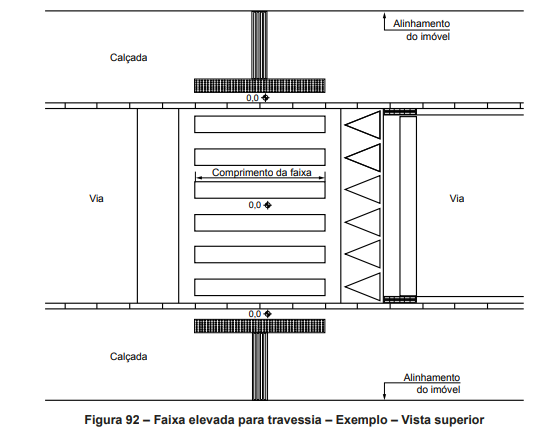 Alinhamento
do imóvel
Calçada
0,0
Comprimento da faixa
Via
0,0
Via
0,0
Calçada
Alinhamento
do imóvel
Figura 92 – Faixa elevada para travessia – Exemplo – Vista superior